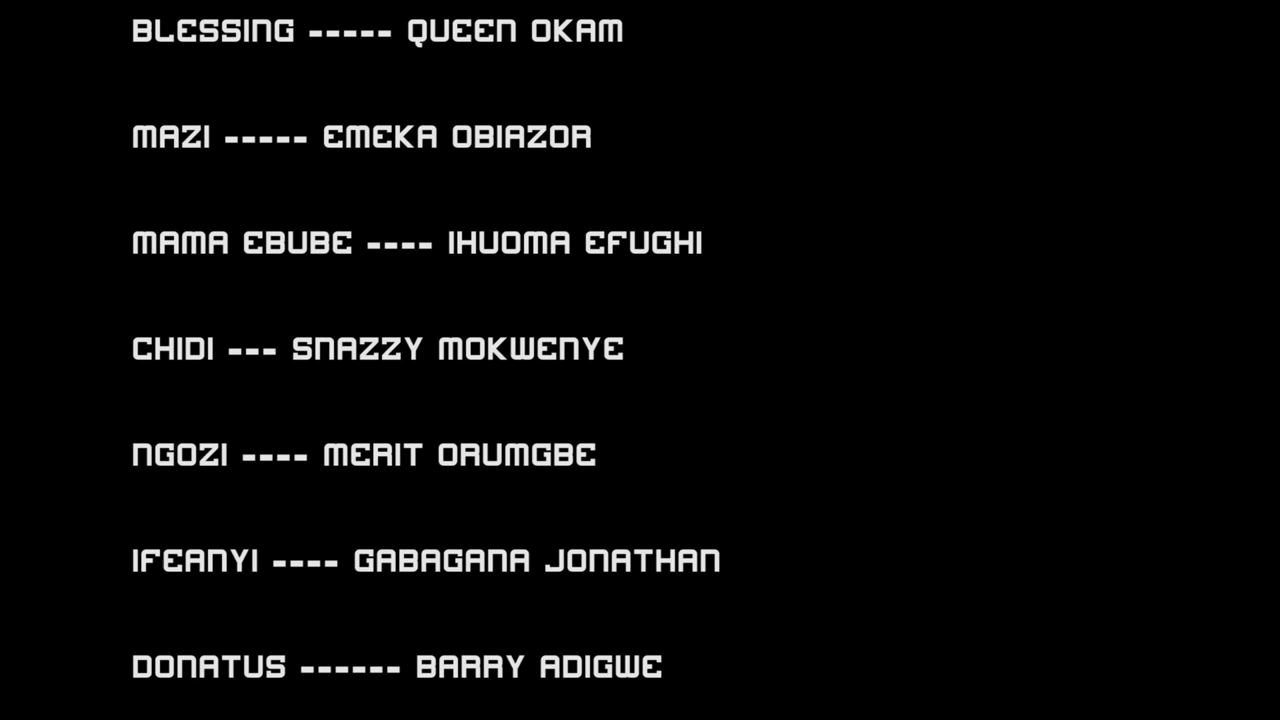 BLESSING ----- QUEEN OKAM
MAZI ----- EMEKA OBIAZOR
MAMA EBUBE ---- IHUOMA EFUGHI
CHIDI --- SNAZZY MOKWENYE
NGOZI ---- MERIT ORUMGBE
IFEANYI ---- GABAGANA JONATHAN
DONATUS ------ BARRY ADIGWE